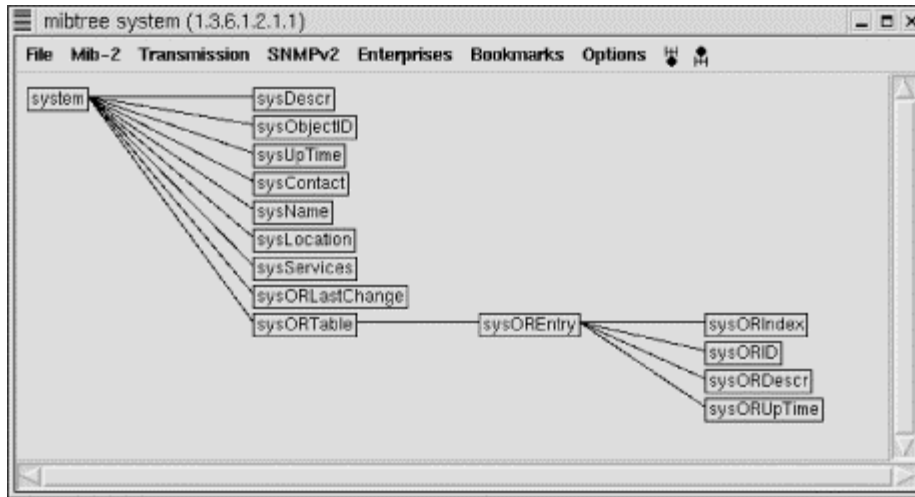 mibtree system (1.3.6.1.2.1.1)
File Mib-2 Transmission SNMPv2 Enterprises Bookmarks Options
system sysDescr
sysObjectID
sysUpTime
sysContact
sysName
sysLocation
sysServices
sysORLastChange
sysORTable sysOREntry sysORIndex
sysORID
sysORDescr
sysORUpTime